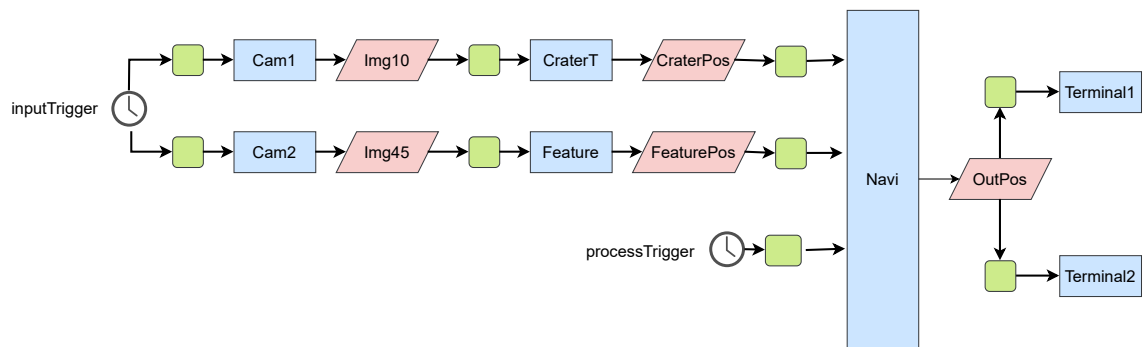 Cam1
Img10
CraterT
CraterPos
inputTrigger
Cam2
Img45
Feature
FeaturePos
processTrigger
Navi
OutPos
Terminal1
Terminal2